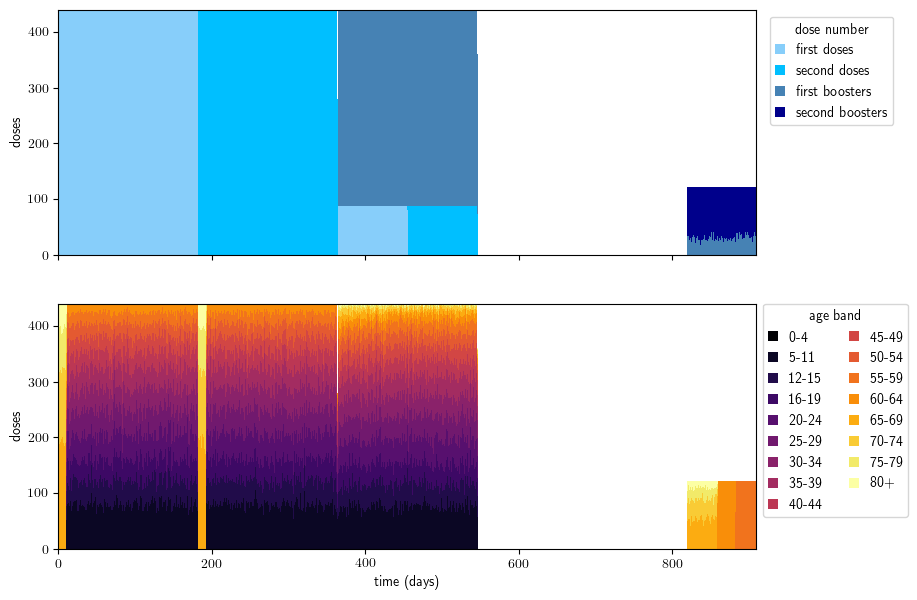 400
300
200
100
0
doses
dose number
first doses
second doses
first boosters
second boosters
400
300
200
100
0
doses
0 200 400 600 800
time (days)
age band
0-4 45-49
5-11 50-54
12-15 55-59
16-19 60-64
20-24 65-69
25-29 70-74
30-34 75-79
35-39 80+
40-44